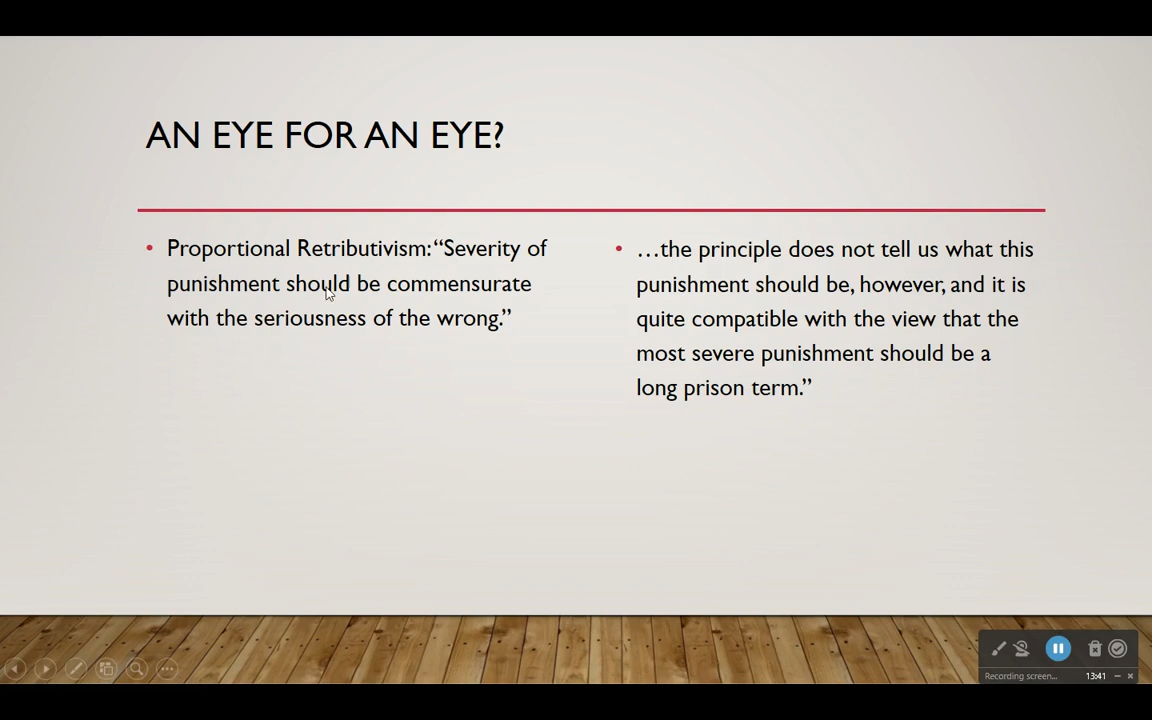 AN EYE FOR AN EYE?
• Proportional Retributivism: “Severity of
punishment should be commensurate
with the seriousness of the wrong.”
• …the principle does not tell us what this
punishment should be, however, and it is
quite compatible with the view that the
most severe punishment should be a
long prison term.”
Recording screen... 13:41